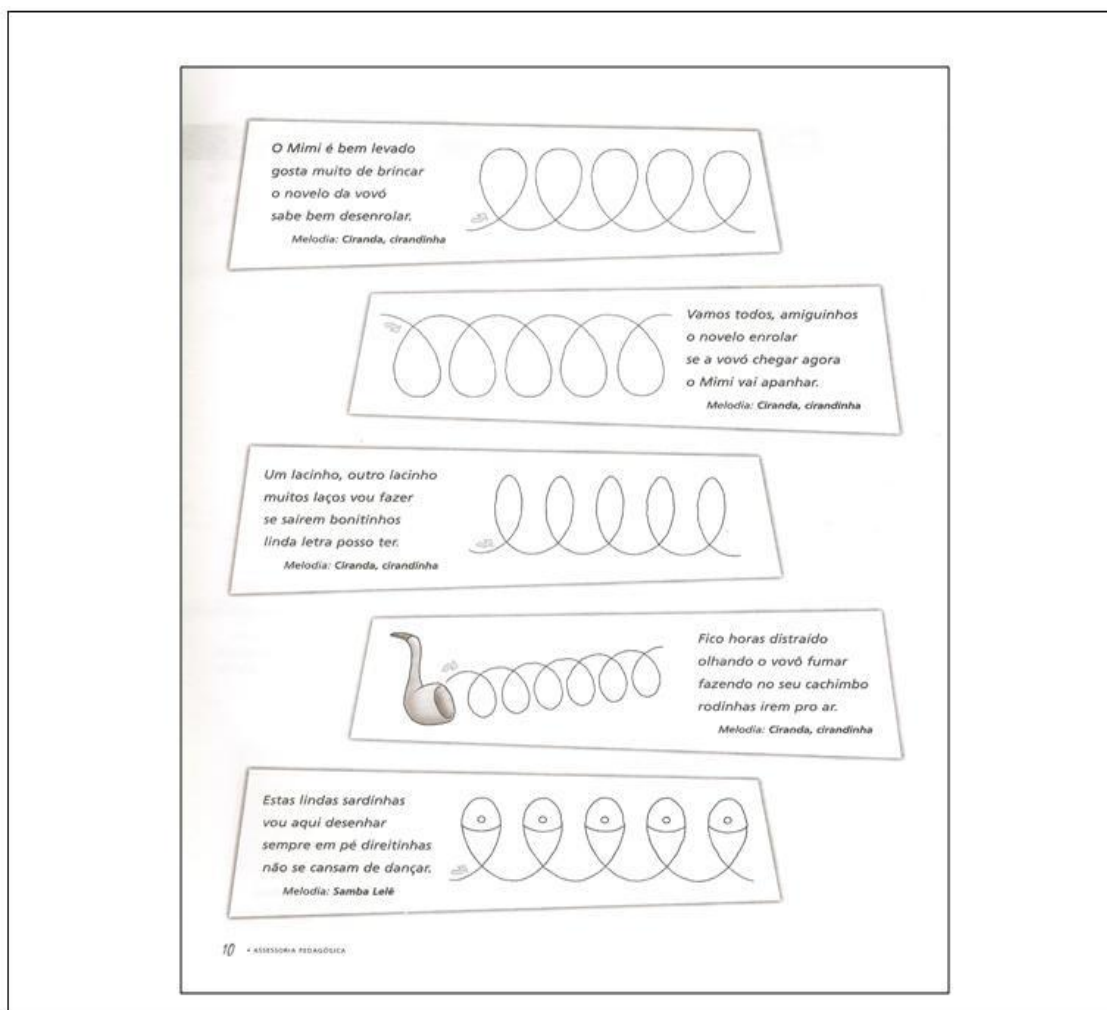 O Mimi é bem levado
gosta muito de brincar
o novelo da vovó
sabe bem desenrolar.
Melodia: Ciranda, cirandinha
Vamos todos, amiguinhos
o novelo enrolar
se a vovó chegar agora
o Mimi vai apanhar.
Melodia: Ciranda, cirandinha
Um lacinho, outro lacinho
muitos laços vou fazer
se saírem bonitinhos
linda letra posso ter.
Melodia: Ciranda, cirandinha
Fico horas distraído
olhando o vovô fumar
fazendo no seu cachimbo
rodinhas irem pro ar.
Melodia: Ciranda, cirandinha
Estas lindas sardinhas
vou aqui desenhar
sempre em pé direitinhas
não se cansam de dançar.
Melodia: Samba Lelê
10 • ASSESSORIA PEDAGÓGICA